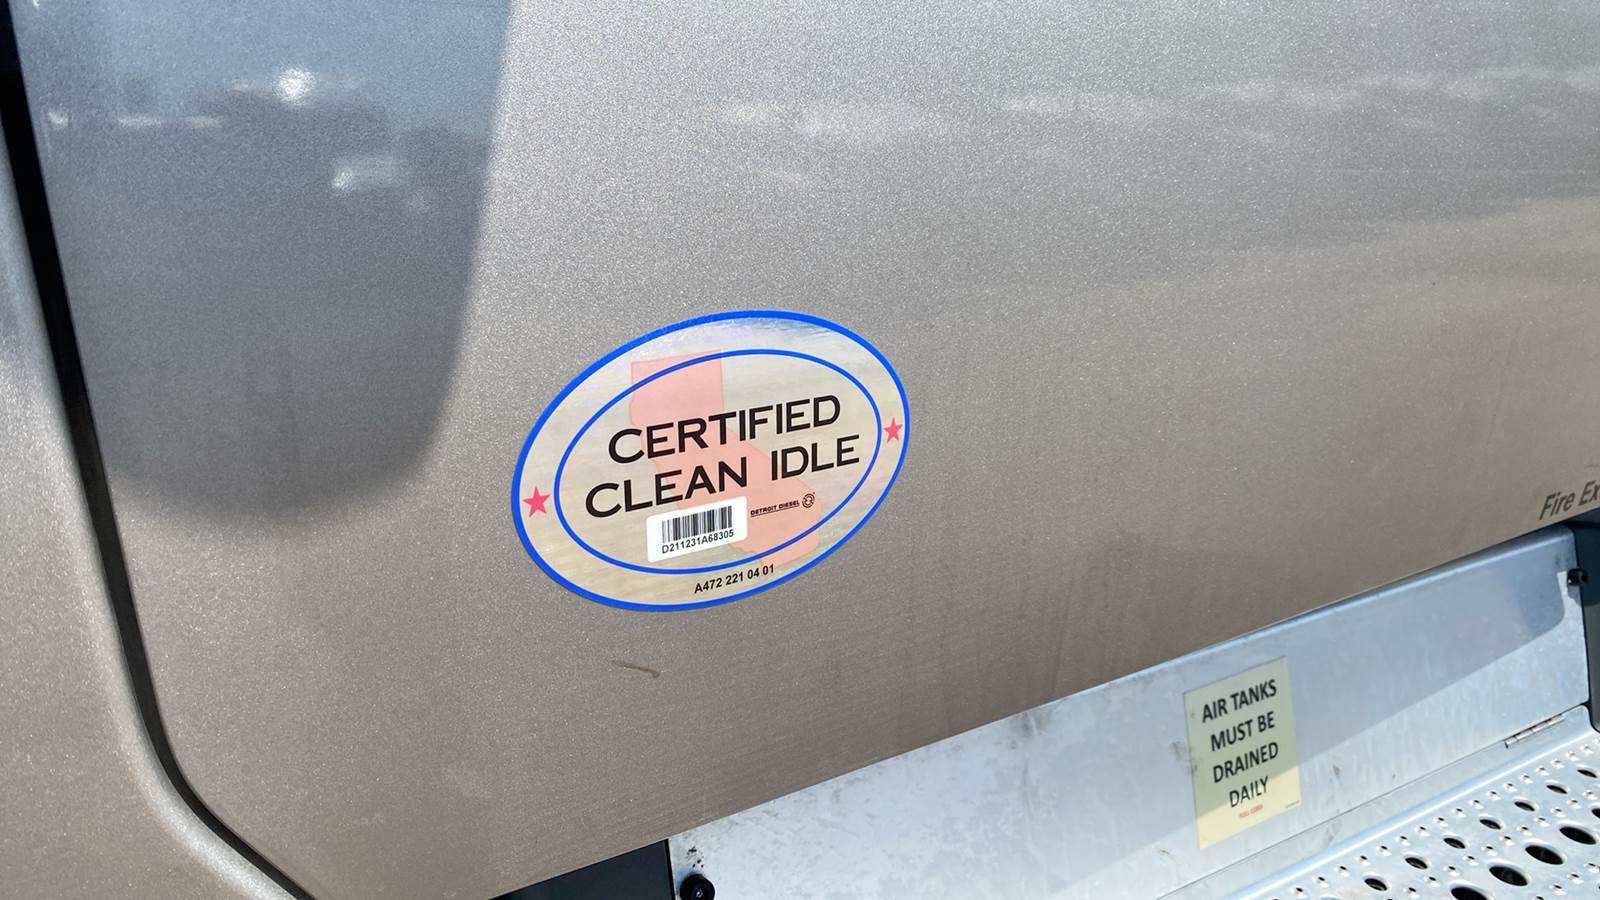 CERTIFIED
CLEAN IDLE
DETROIT DIESEL
D211231A68305
A472 221 04 01
Fire Ex
AIR TANKS
MUST BE
DRAINED
DAILY